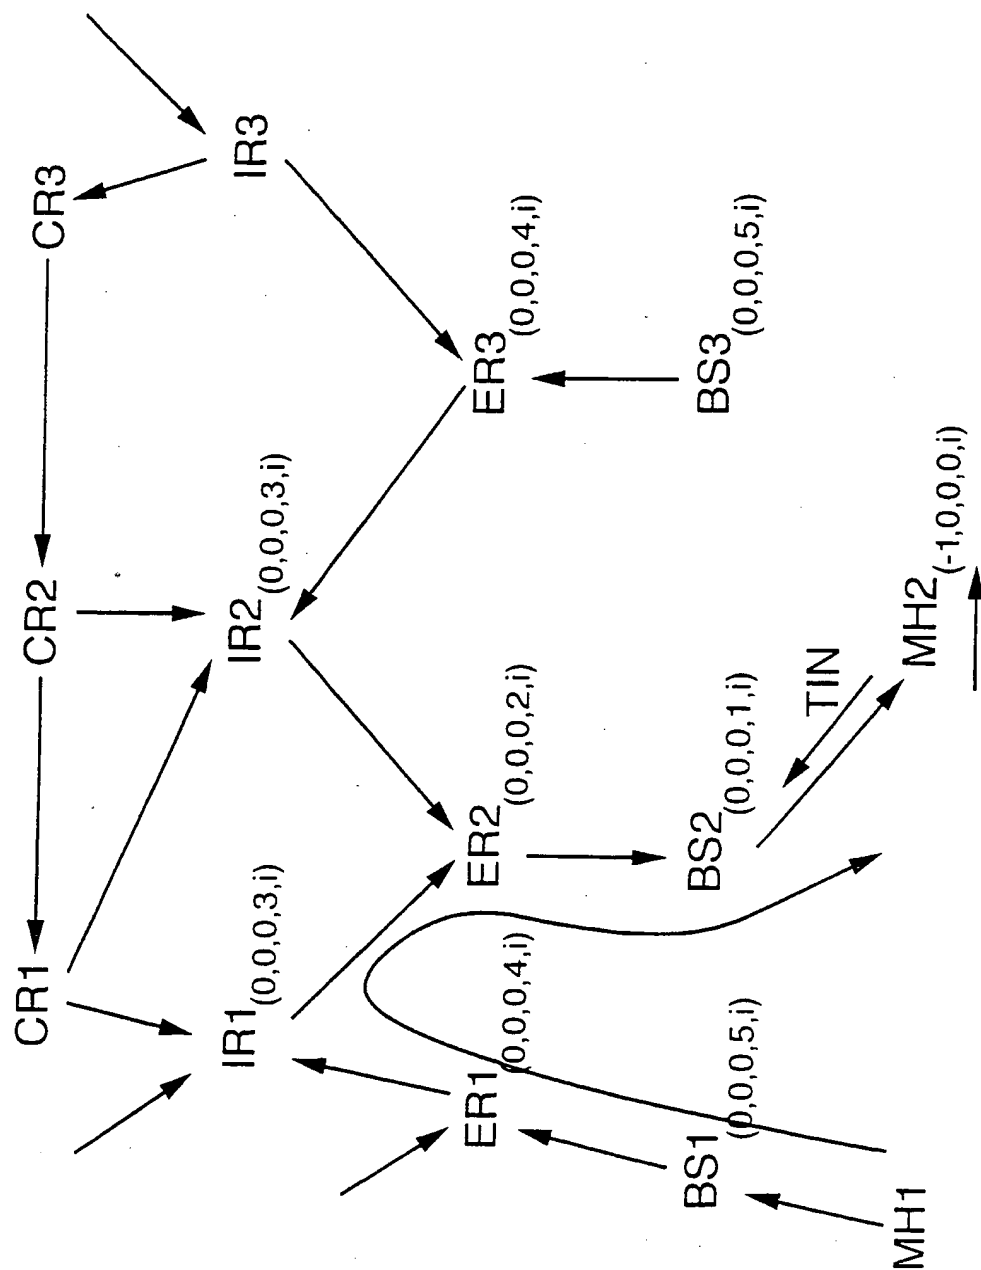 CR1
CR2
CR3
IR1(0,0,0,3,i)
IR2(0,0,0,3,i)
IR3
ER1(0,0,0,4,i)
ER2(0,0,0,2,i)
ER3(0,0,0,4,i)
BS1(0,0,0,5,i)
BS2(0,0,0,1,i)
BS3(0,0,0,5,i)
TIN
MH1
MH2(-1,0,0,0,i)